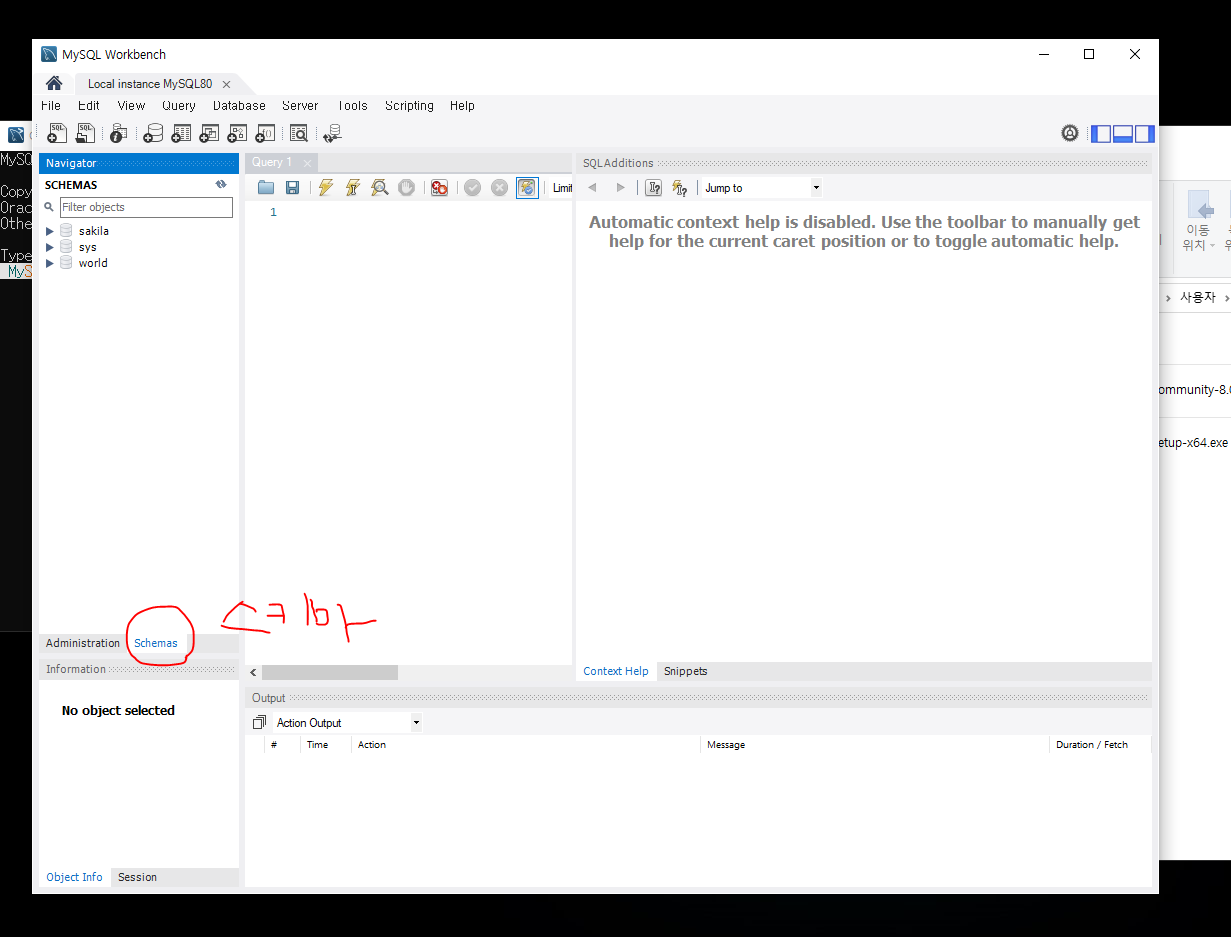 MySQL Workbench
Local instance MySQL80
File Edit View Query Database Server Tools Scripting Help
Navigator
SCHEMAS
Filter objects
sakila
sys
world
Administration Schemas
스키마
Information
No object selected
Object Info Session
Query 1
Limit
1
SQLAdditions
Jump to
Automatic context help is disabled. Use the toolbar to manually get
help for the current caret position or to toggle automatic help.
Context Help Snippets
Output
Action Output
# Time Action Message Duration / Fetch
MySQ
Copy
Orac
Othe
Type
MyS
이동
위치
사용자
ommunity-8.0
etup-x64.exe